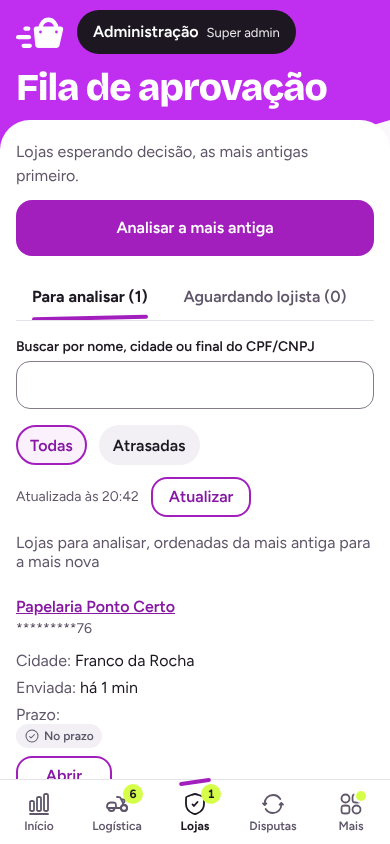 Administração Super admin
Fila de aprovação
Lojas esperando decisão, as mais antigas
primeiro.
Analisar a mais antiga
Para analisar (1) Aguardando lojista (0)
Buscar por nome, cidade ou final do CPF/CNPJ
Todas Atrasadas
Atualizada às 20:42 Atualizar
Lojas para analisar, ordenadas da mais antiga para
a mais nova
Papelaria Ponto Certo
*********76
Cidade: Franco da Rocha
Enviada: há 1 min
Prazo:
No prazo
Abrir
6 1
Início Logística Lojas Disputas Mais